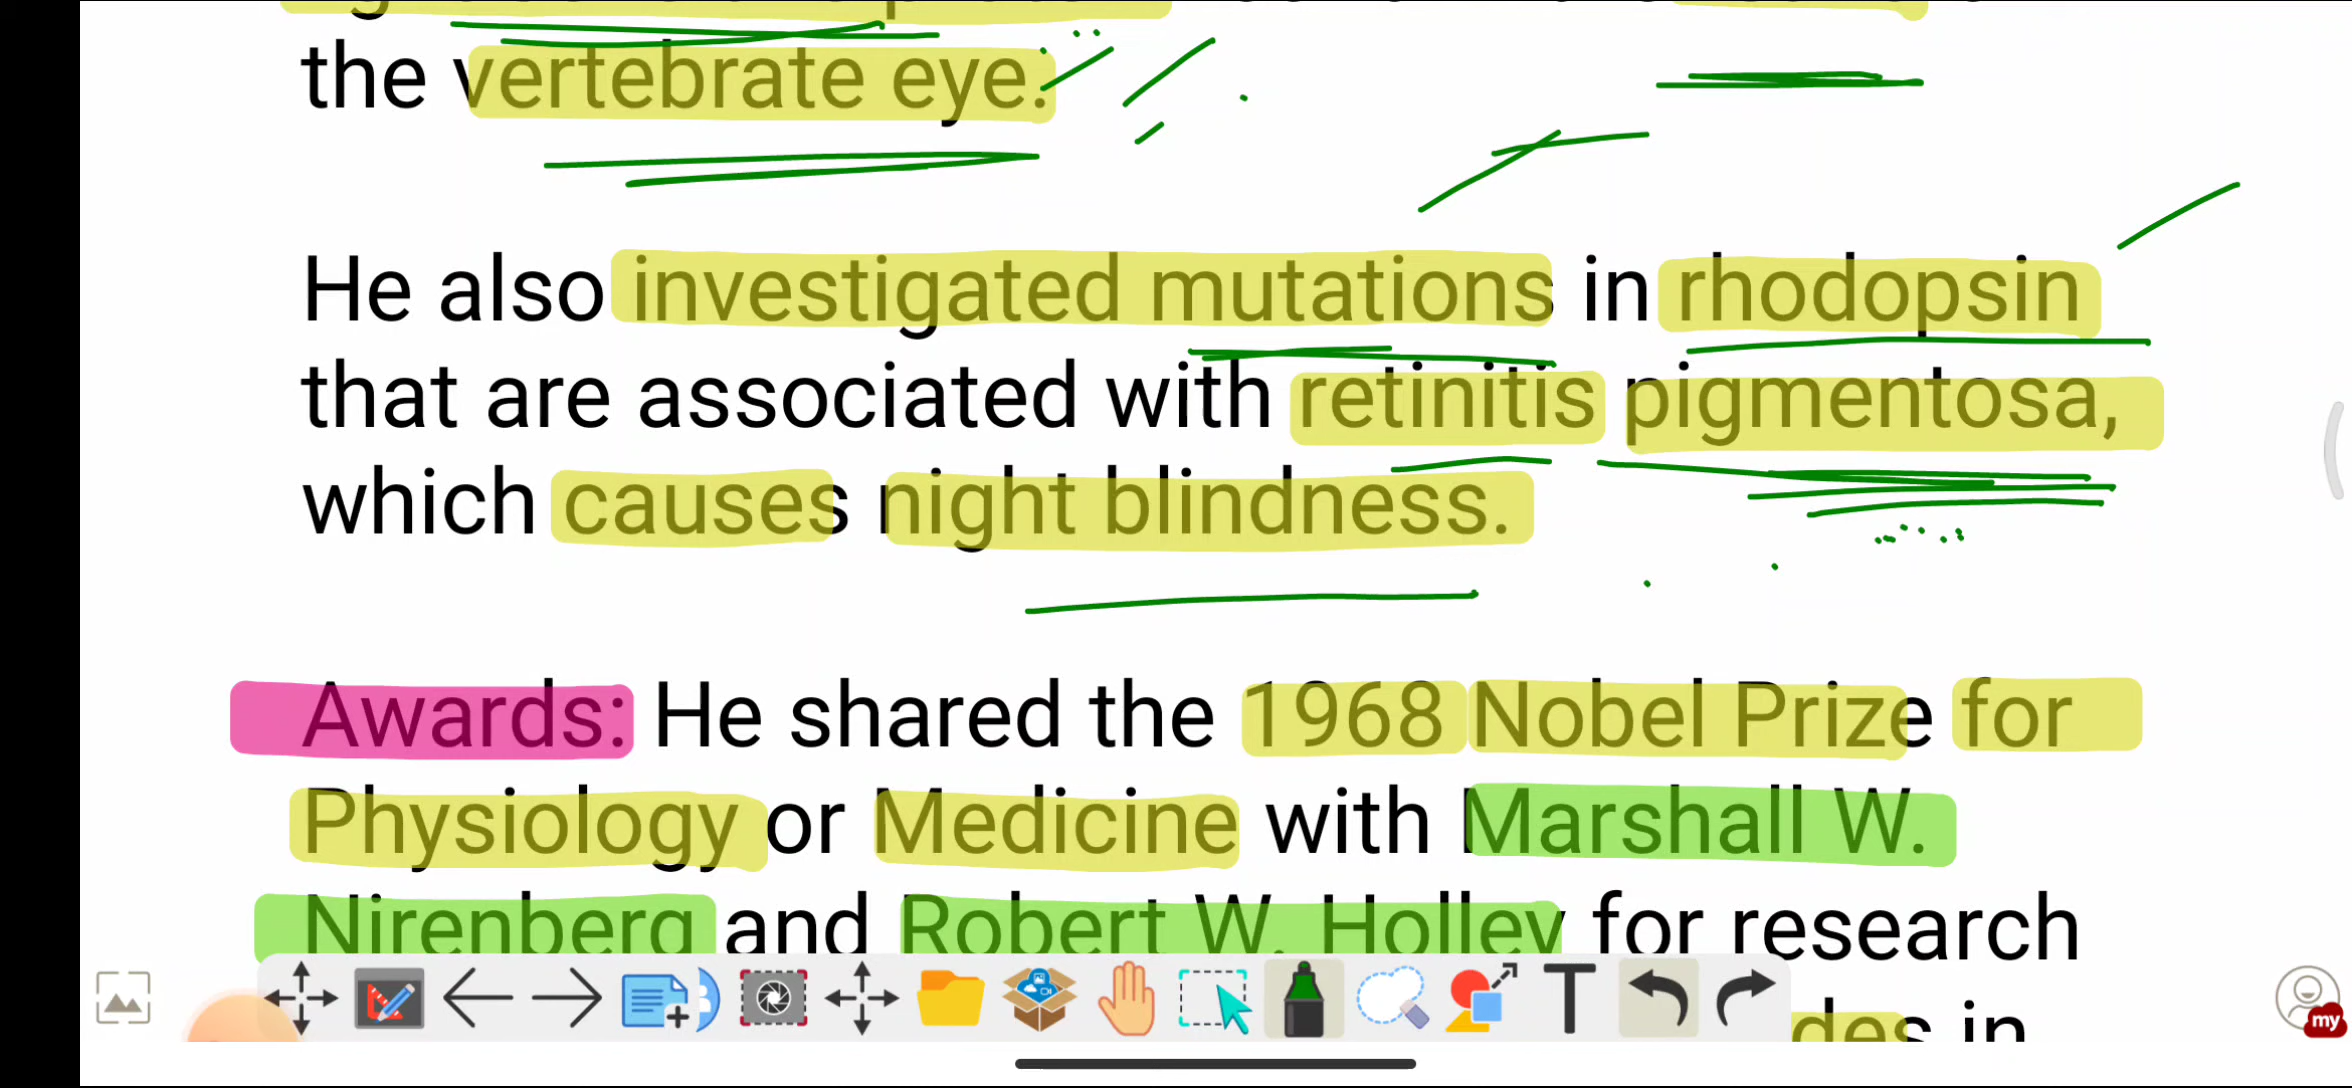 the vertebrate eye.
He also investigated mutations in rhodopsin
that are associated with retinitis pigmentosa,
which causes night blindness.
Awards: He shared the 1968 Nobel Prize for
Physiology or Medicine with Marshall W.
Nirenberg and Robert W. Holley for research
in
my